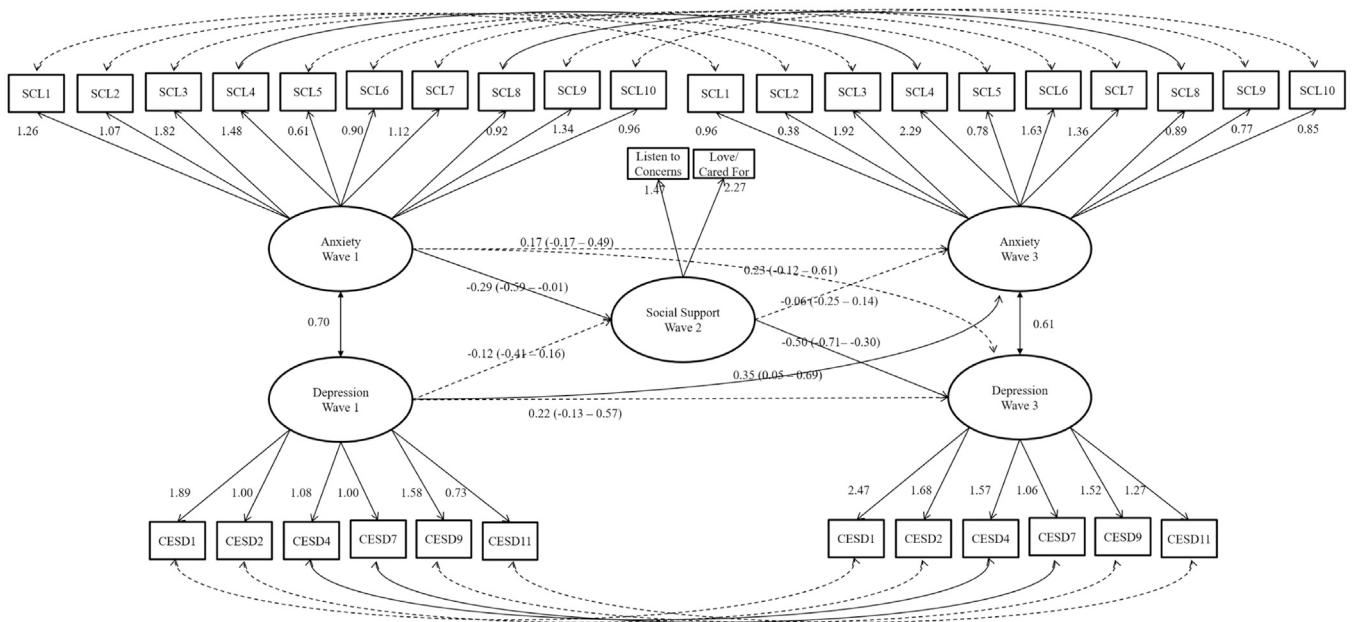 SCL1 SCL2 SCL3 SCL4 SCL5 SCL6 SCL7 SCL8 SCL9 SCL10 SCL1 SCL2 SCL3 SCL4 SCL5 SCL6 SCL7 SCL8 SCL9 SCL10
1.26 1.07 1.82 1.48 0.61 0.90 1.12 0.92 1.34 0.96 0.96 0.38 1.92 2.29 0.78 1.63 1.36 0.89 0.77 0.85
Listen to
Concerns
Love/
Cared For
1.47 2.27
Anxiety
Wave 1
Anxiety
Wave 3
0.17 (-0.17 – 0.49)
0.23 (-0.12 – 0.61)
-0.29 (-0.59 – -0.01)
-0.06 (-0.25 – 0.14)
Social Support
Wave 2
0.70
0.61
-0.12 (-0.41 – 0.16)
-0.50 (-0.71– -0.30)
0.35 (0.05 – 0.69)
Depression
Wave 1
Depression
Wave 3
0.22 (-0.13 – 0.57)
1.89 1.00 1.08 1.00 1.58 0.73 2.47 1.68 1.57 1.06 1.52 1.27
CESD1 CESD2 CESD4 CESD7 CESD9 CESD11 CESD1 CESD2 CESD4 CESD7 CESD9 CESD11